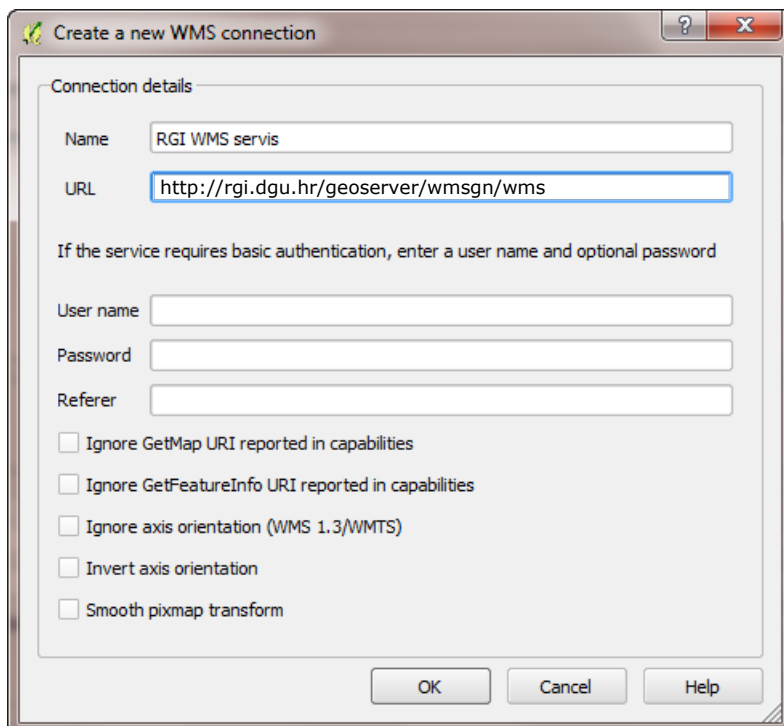 Create a new WMS connection
Connection details
Name RGI WMS servis
URL http://rgi.dgu.hr/geoserver/wmsgn/wms
If the service requires basic authentication, enter a user name and optional password
User name
Password
Referer
Ignore GetMap URI reported in capabilities
Ignore GetFeatureInfo URI reported in capabilities
Ignore axis orientation (WMS 1.3/WMTS)
Invert axis orientation
Smooth pixmap transform
OK Cancel Help